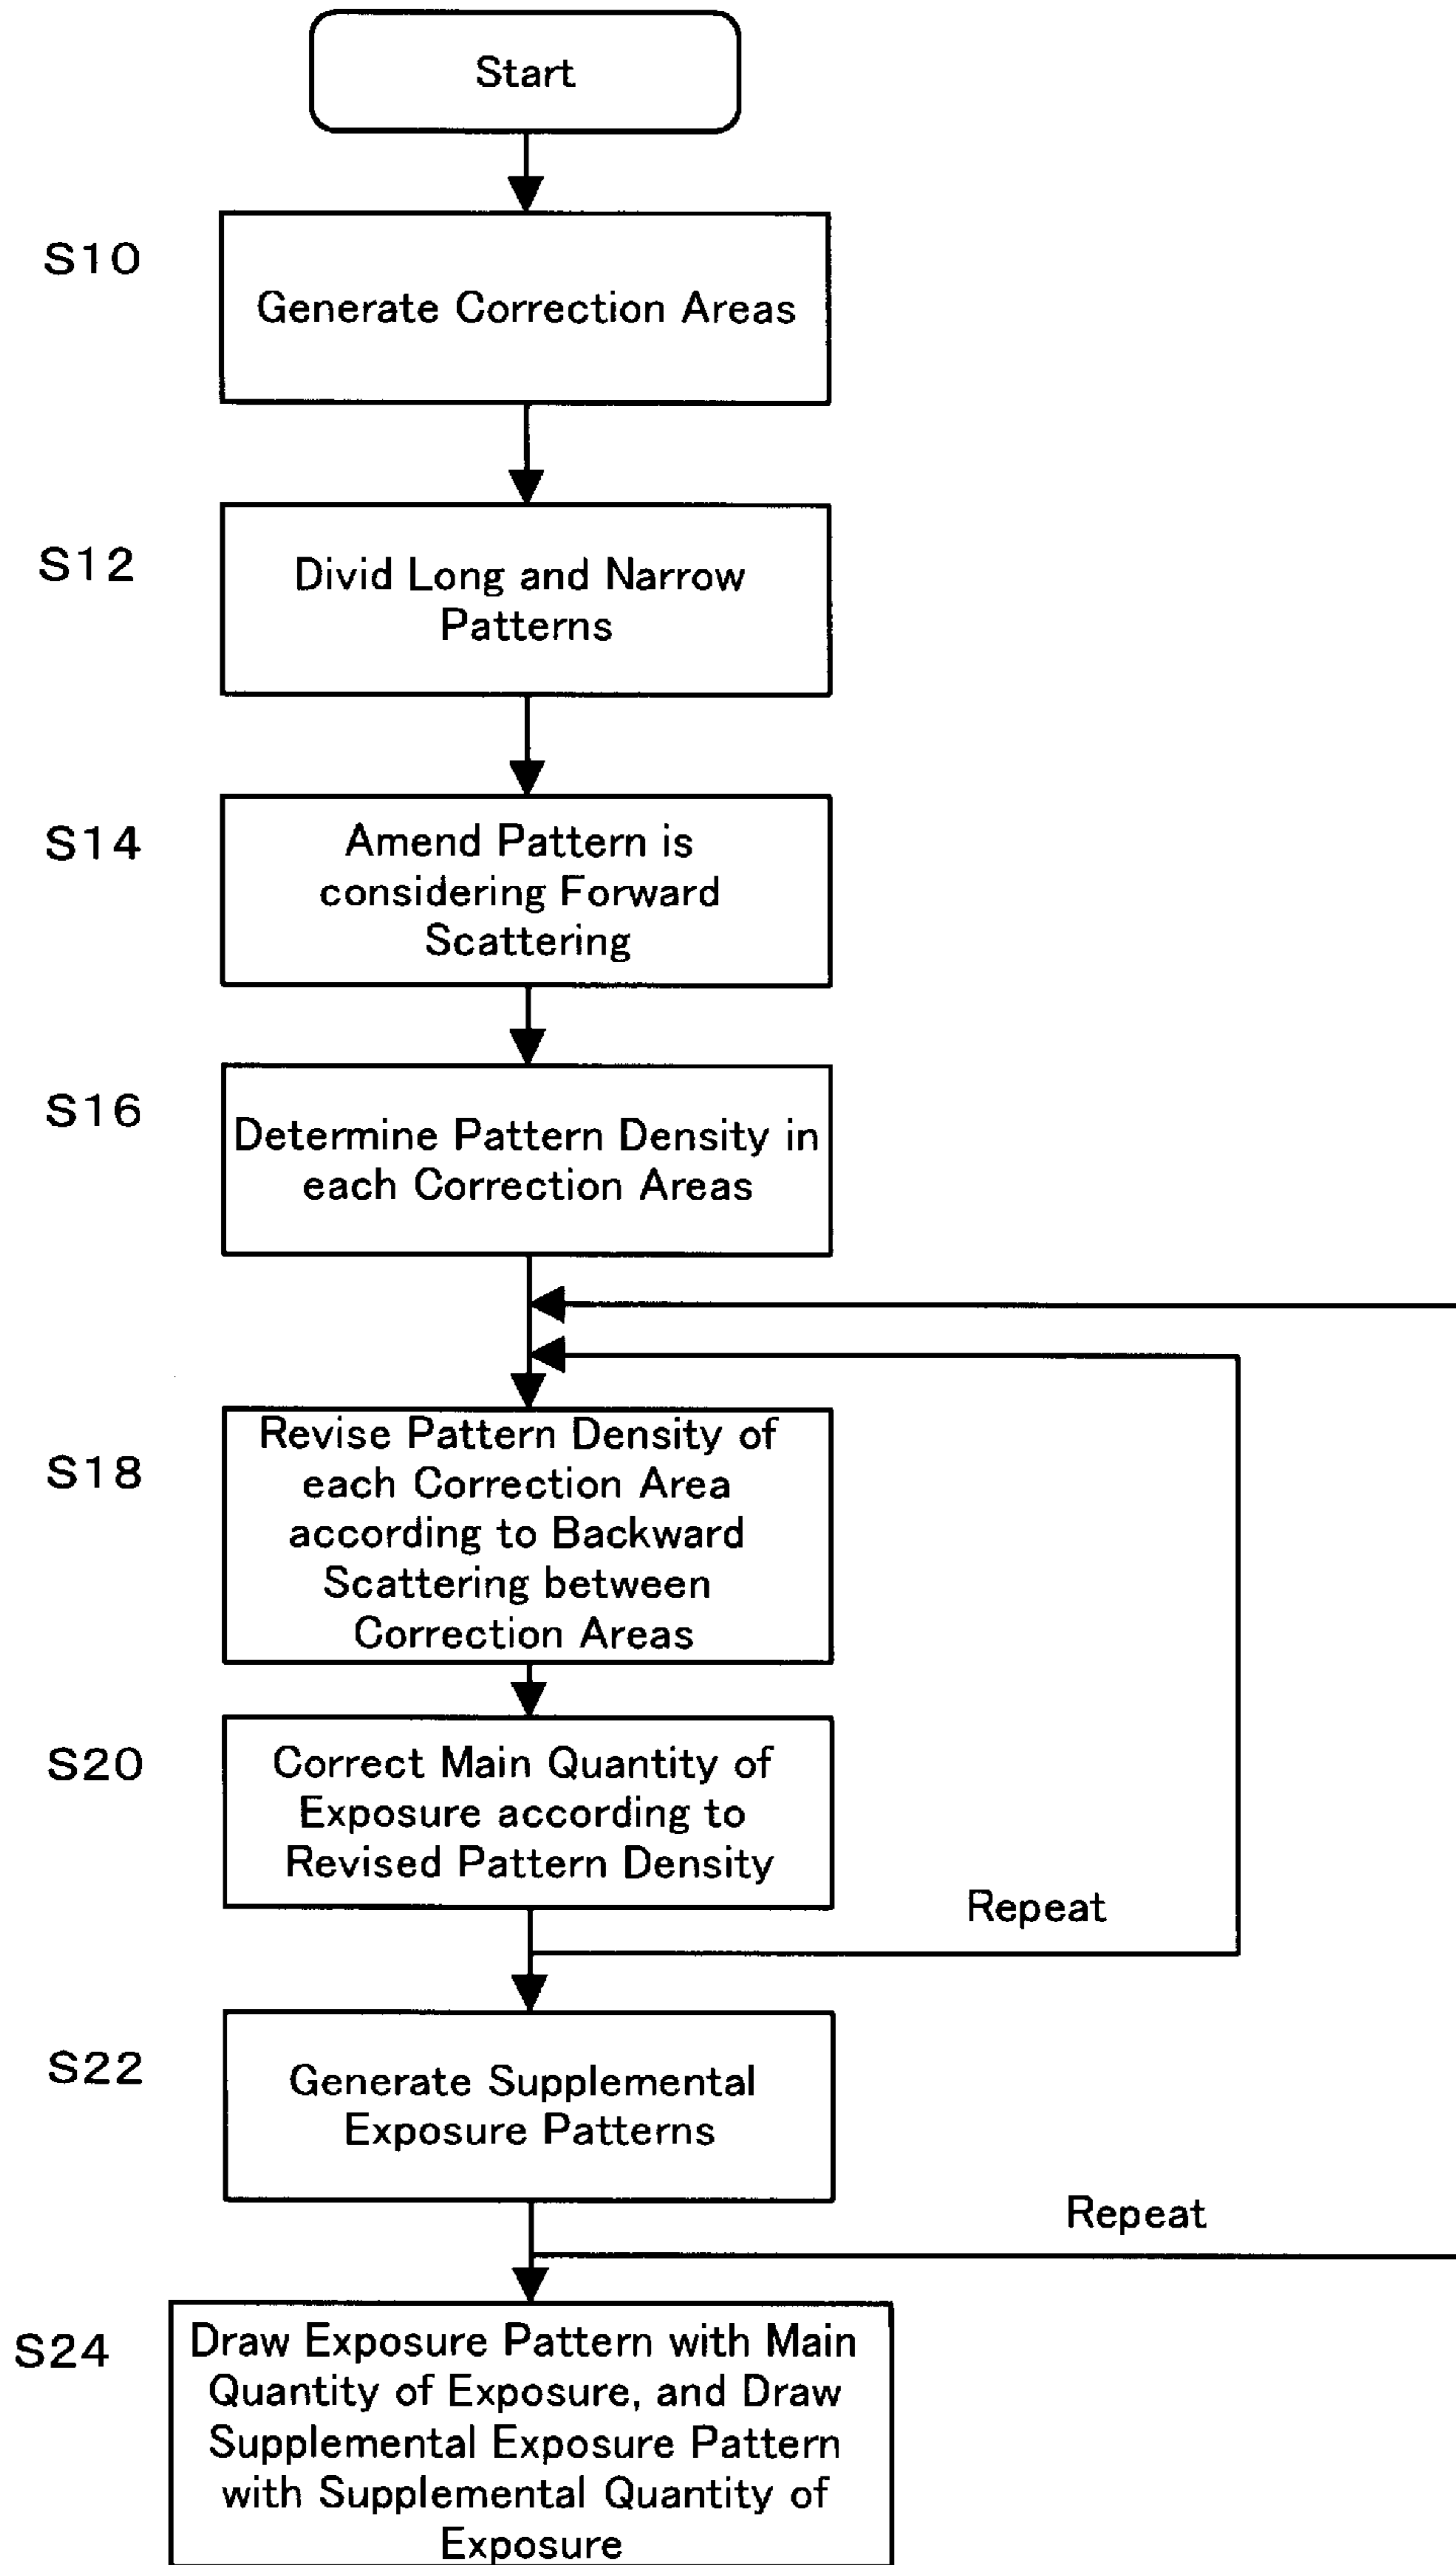 Start
S10
Generate Correction Areas
S12
Divid Long and Narrow
Patterns
S14
Amend Pattern is
considering Forward
Scattering
S16
Determine Pattern Density in
each Correction Areas
S18
Revise Pattern Density of
each Correction Area
according to Backward
Scattering between
Correction Areas
S20
Correct Main Quantity of
Exposure according to
Revised Pattern Density
Repeat
S22
Generate Supplemental
Exposure Patterns
Repeat
S24
Draw Exposure Pattern with Main
Quantity of Exposure, and Draw
Supplemental Exposure Pattern
with Supplemental Quantity of
Exposure